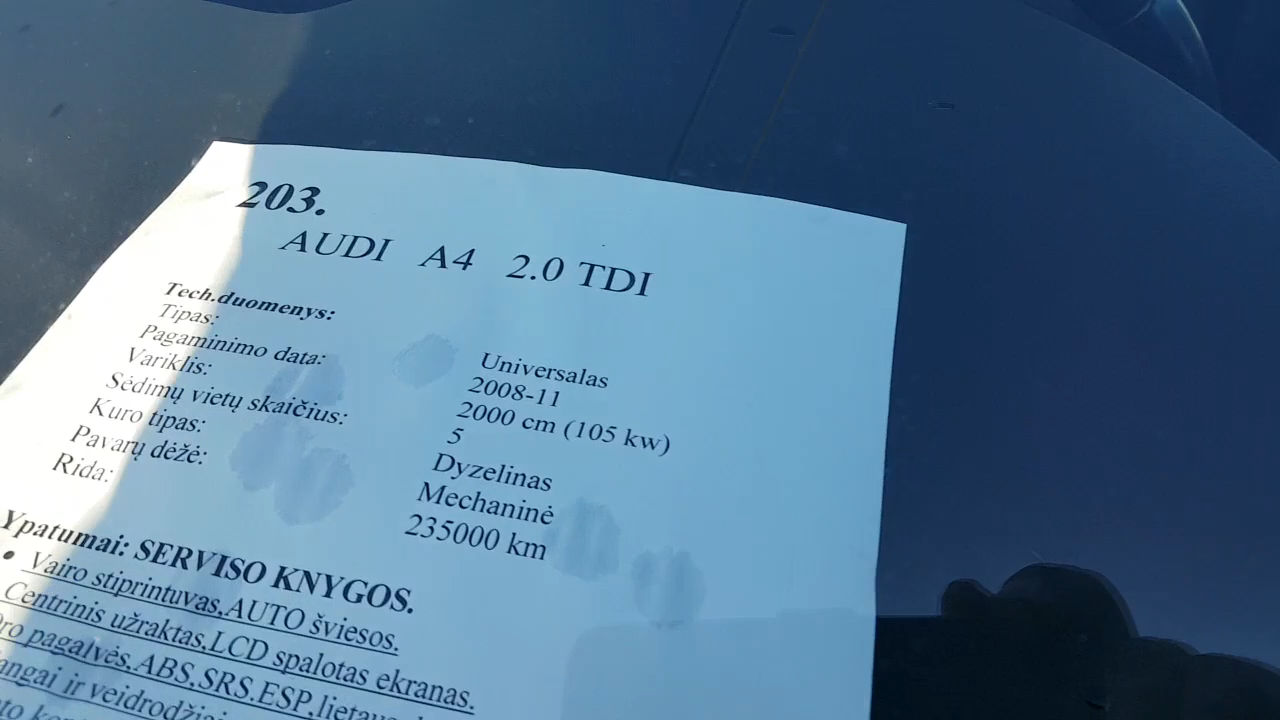 203.
AUDI A4 2.0 TDI
Tech.duomenys:
Tipas: Universalas
Pagaminimo data: 2008-11
Variklis: 2000 cm (105 kw)
Sėdimų vietų skaičius: 5
Kuro tipas: Dyzelinas
Pavarų dėžė: Mechaninė
Rida: 235000 km
Ypatumai: SERVISO KNYGOS.
• Vairo stiprintuvas,AUTO šviesos.
Centrinis užraktas,LCD spalotas ekranas.
pagalvės,ABS,SRS,ESP,
ir